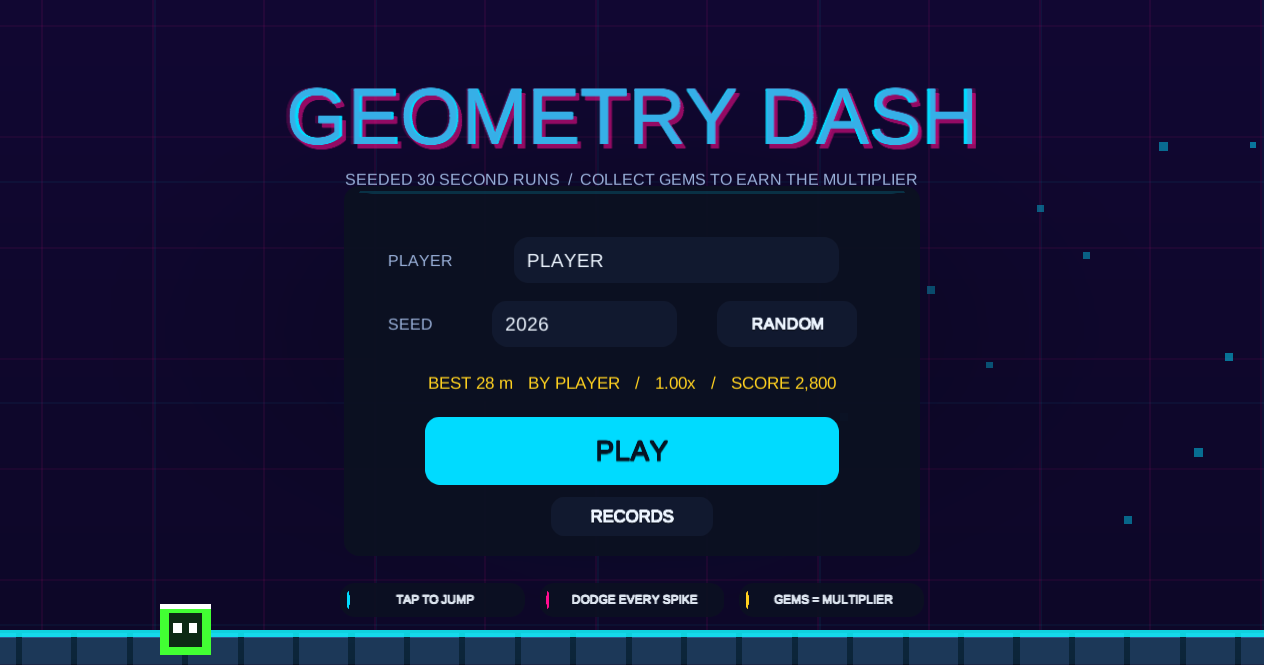 GEOMETRY DASH
SEEDED 30 SECOND RUNS / COLLECT GEMS TO EARN THE MULTIPLIER
PLAYER PLAYER
SEED 2026 RANDOM
BEST 28 m BY PLAYER / 1.00x / SCORE 2,800
PLAY
RECORDS
TAP TO JUMP DODGE EVERY SPIKE GEMS = MULTIPLIER